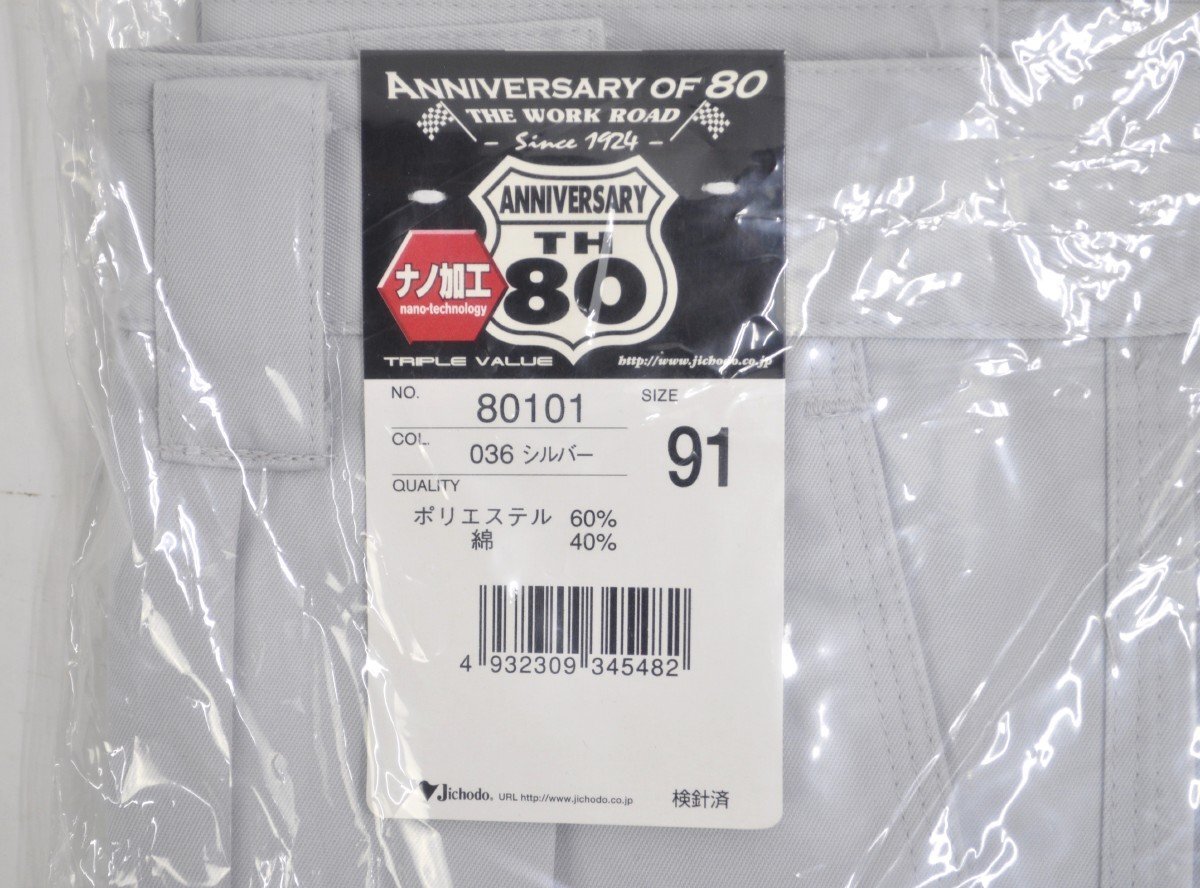 ANNIVERSARY OF 80
THE WORK ROAD
- Since 1924 -
ANNIVERSARY
TH
80
ナノ加工
nano-technology
TRIPLE VALUE
http://www.jichodo.co.jp
NO. 80101
SIZE
91
COL. 036 シルバー
QUALITY
ポリエステル 60%
綿 40%
4 932309 345482
Jichodo. URL http://www.jichodo.co.jp
検針済